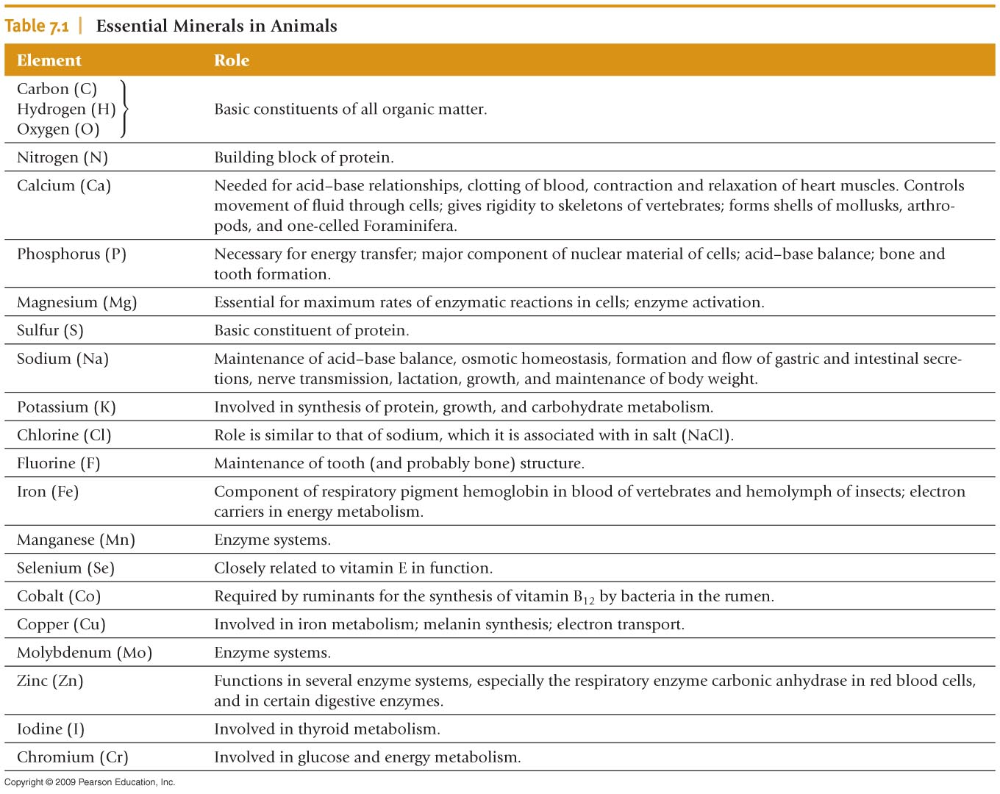 Table 7.1 | Essential Minerals in Animals
Element Role
Carbon (C)
Hydrogen (H)
Oxygen (O)
Basic constituents of all organic matter.
Nitrogen (N) Building block of protein.
Calcium (Ca) Needed for acid–base relationships, clotting of blood, contraction and relaxation of heart muscles. Controls
movement of fluid through cells; gives rigidity to skeletons of vertebrates; forms shells of mollusks, arthro-
pods, and one-celled Foraminifera.
Phosphorus (P) Necessary for energy transfer; major component of nuclear material of cells; acid–base balance; bone and
tooth formation.
Magnesium (Mg) Essential for maximum rates of enzymatic reactions in cells; enzyme activation.
Sulfur (S) Basic constituent of protein.
Sodium (Na) Maintenance of acid–base balance, osmotic homeostasis, formation and flow of gastric and intestinal secre-
tions, nerve transmission, lactation, growth, and maintenance of body weight.
Potassium (K) Involved in synthesis of protein, growth, and carbohydrate metabolism.
Chlorine (Cl) Role is similar to that of sodium, which it is associated with in salt (NaCl).
Fluorine (F) Maintenance of tooth (and probably bone) structure.
Iron (Fe) Component of respiratory pigment hemoglobin in blood of vertebrates and hemolymph of insects; electron
carriers in energy metabolism.
Manganese (Mn) Enzyme systems.
Selenium (Se) Closely related to vitamin E in function.
Cobalt (Co) Required by ruminants for the synthesis of vitamin B12 by bacteria in the rumen.
Copper (Cu) Involved in iron metabolism; melanin synthesis; electron transport.
Molybdenum (Mo) Enzyme systems.
Zinc (Zn) Functions in several enzyme systems, especially the respiratory enzyme carbonic anhydrase in red blood cells,
and in certain digestive enzymes.
Iodine (I) Involved in thyroid metabolism.
Chromium (Cr) Involved in glucose and energy metabolism.
Copyright © 2009 Pearson Education, Inc.